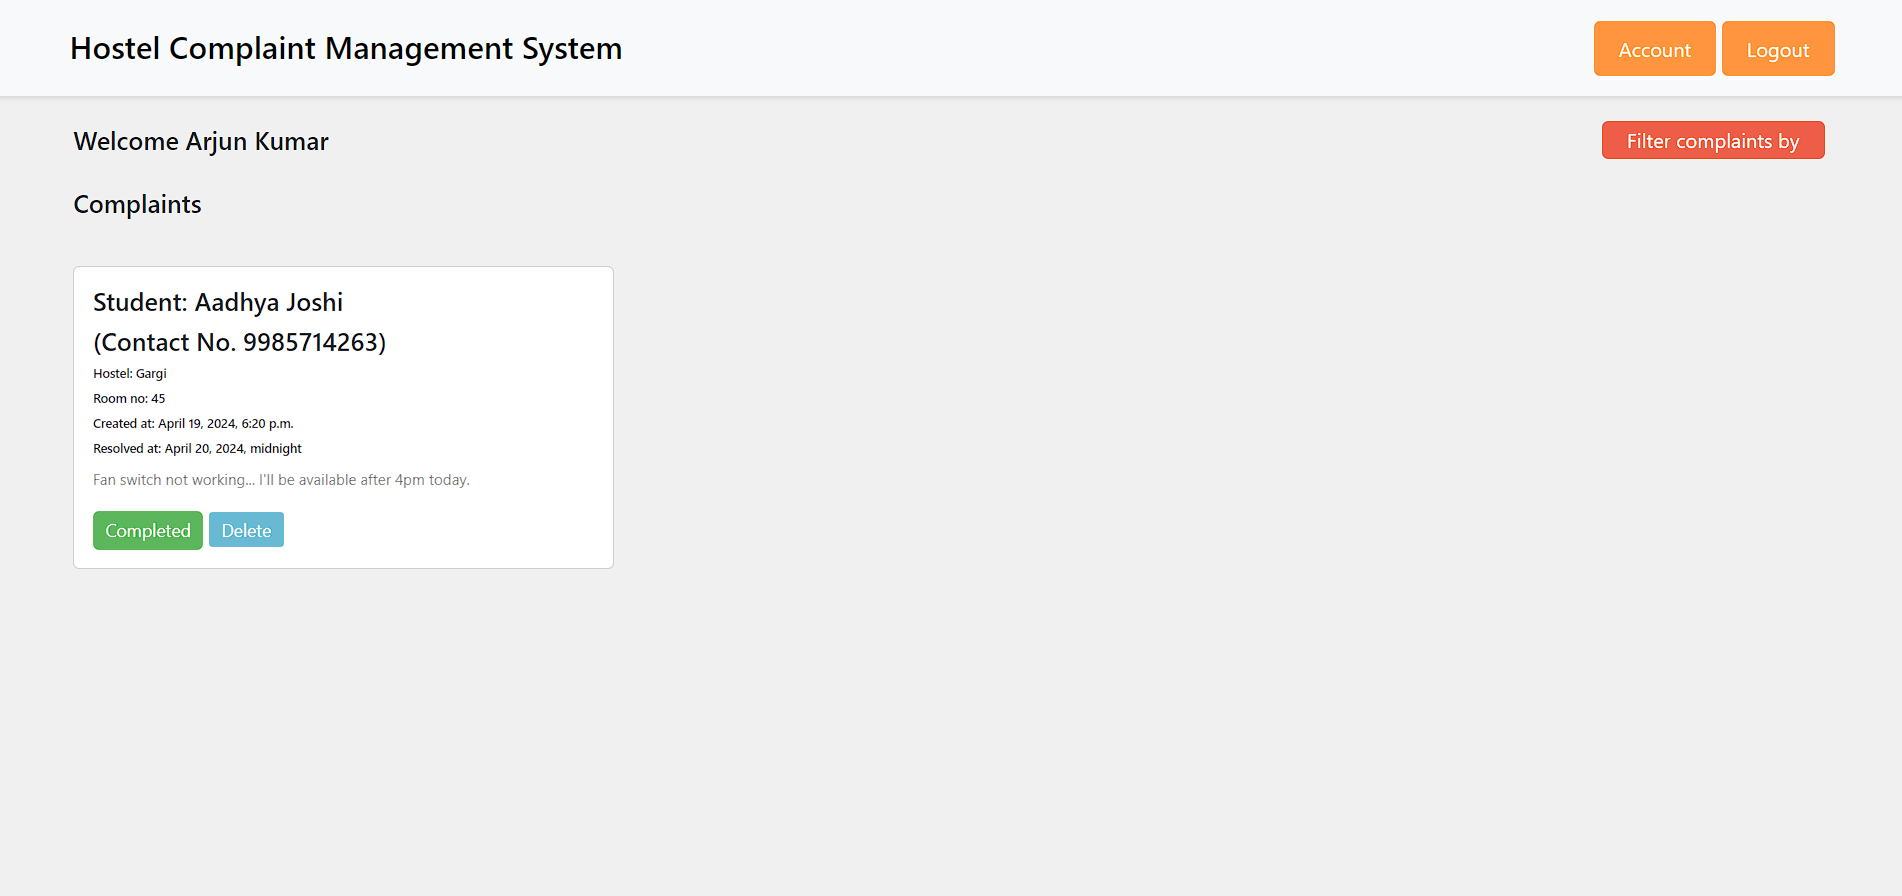 Hostel Complaint Management System
Account
Logout
Welcome Arjun Kumar
Filter complaints by
Complaints
Student: Aadhya Joshi
(Contact No. 9985714263)
Hostel: Gargi
Room no: 45
Created at: April 19, 2024, 6:20 p.m.
Resolved at: April 20, 2024, midnight
Fan switch not working... I'll be available after 4pm today.
Completed
Delete